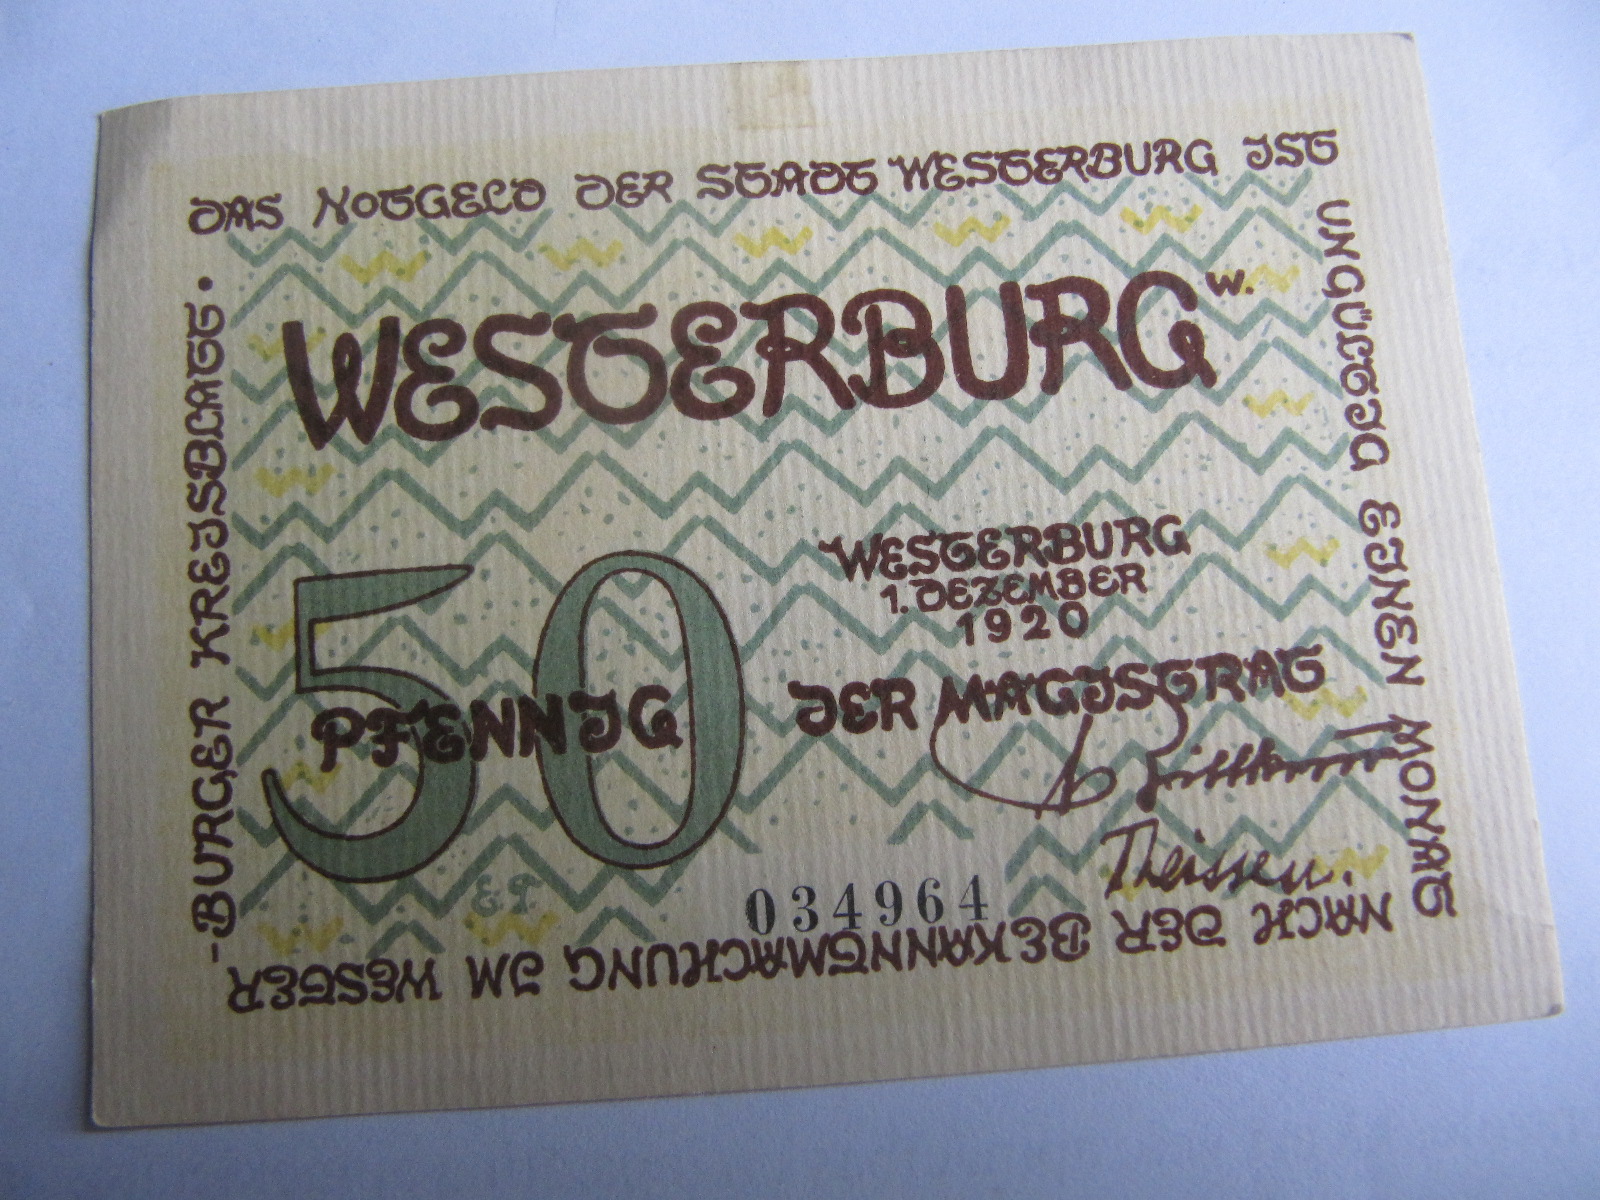 DAS NOTGELD DER STADT WESTERBURG IST
UNGÜLTIG EINEN MONAT
NACH DER BEKANNTMACHUNG IM WESTER
-BURGER KREISBLATT.
WESTERBURG W.
50
PFENNIG
WESTERBURG
1. DEZEMBER
1920
DER MAGISTRAT
Theissen.
034964